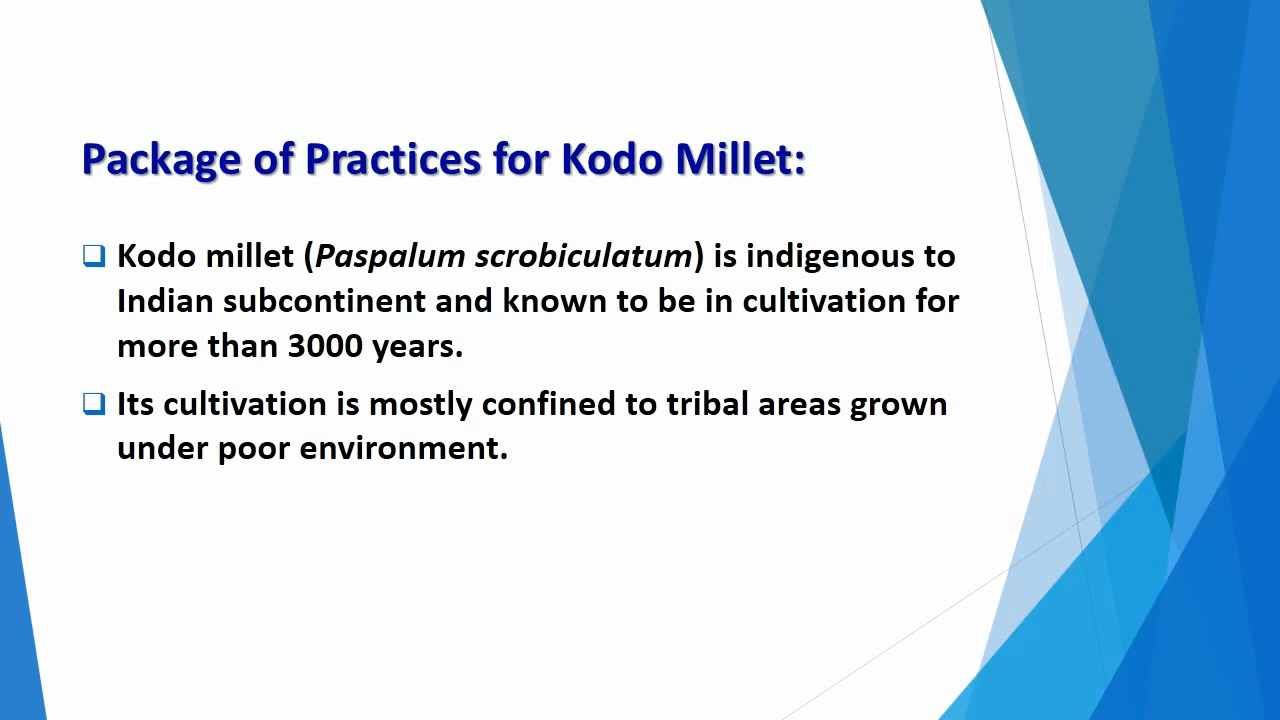 Package of Practices for Kodo Millet:
Kodo millet (Paspalum scrobiculatum) is indigenous to
Indian subcontinent and known to be in cultivation for
more than 3000 years.
Its cultivation is mostly confined to tribal areas grown
under poor environment.